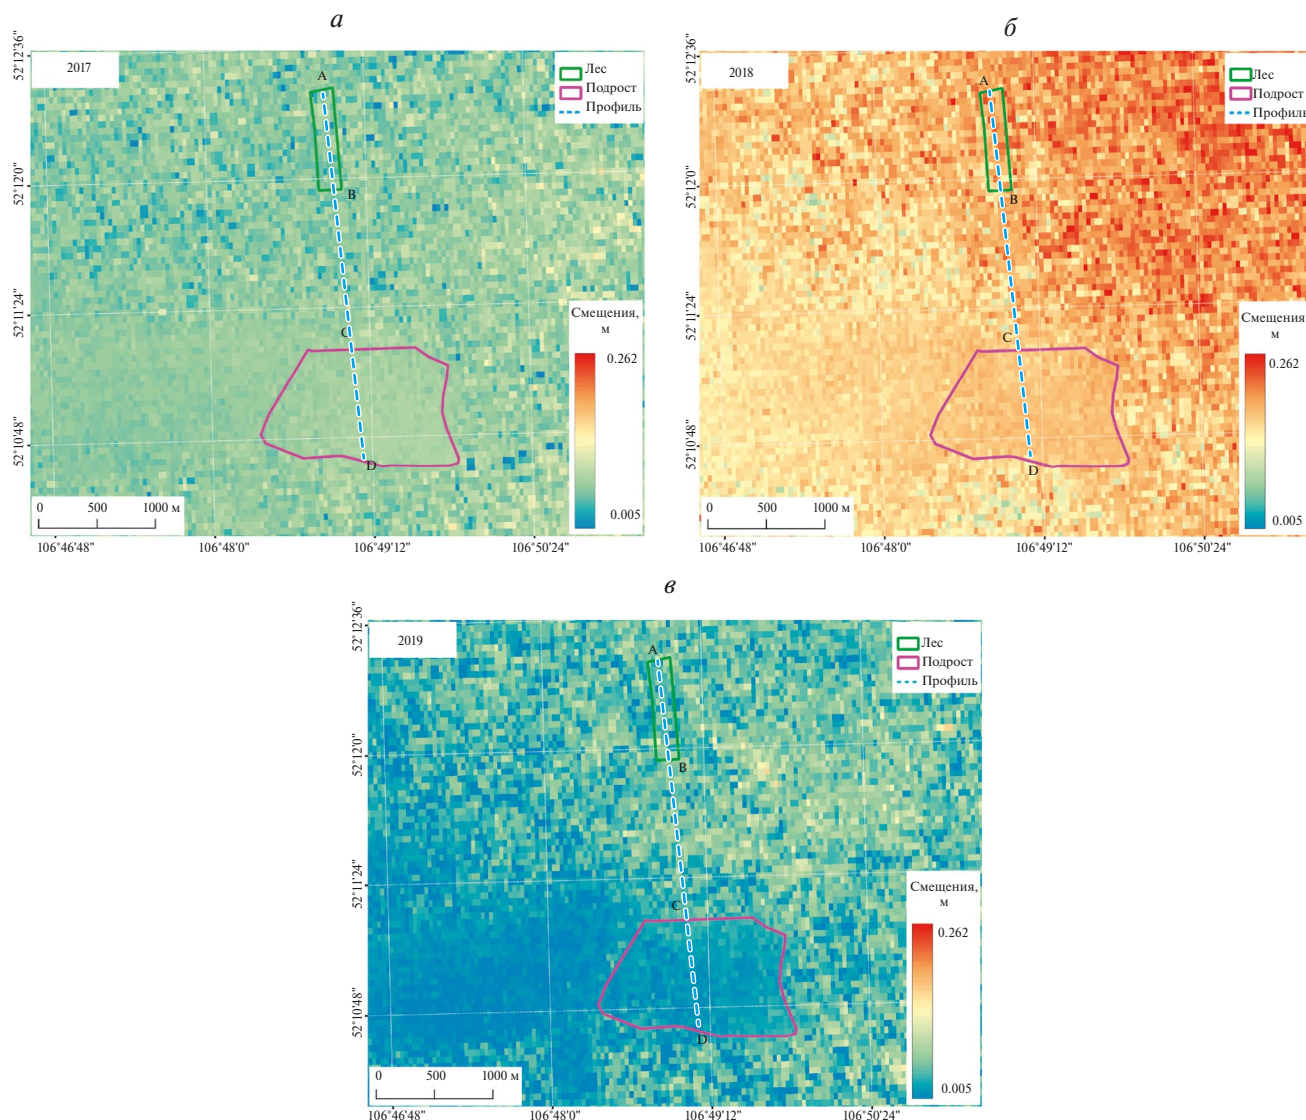 а
2017
52°12'36"
52°12'0"
52°11'24"
52°10'48"
A
B
C
D
Лес
Подрост
Профиль
Смещения,
м
0.262
0.005
0 500 1000 м
106°46'48" 106°48'0" 106°49'12" 106°50'24"
б
2018
52°12'36"
52°12'0"
52°11'24"
52°10'48"
A
B
C
D
Лес
Подрост
Профиль
Смещения,
м
0.262
0.005
0 500 1000 м
106°46'48" 106°48'0" 106°49'12" 106°50'24"
в
2019
52°12'36"
52°12'0"
52°11'24"
52°10'48"
A
B
C
D
Лес
Подрост
Профиль
Смещения,
м
0.262
0.005
0 500 1000 м
106°46'48" 106°48'0" 106°49'12" 106°50'24"